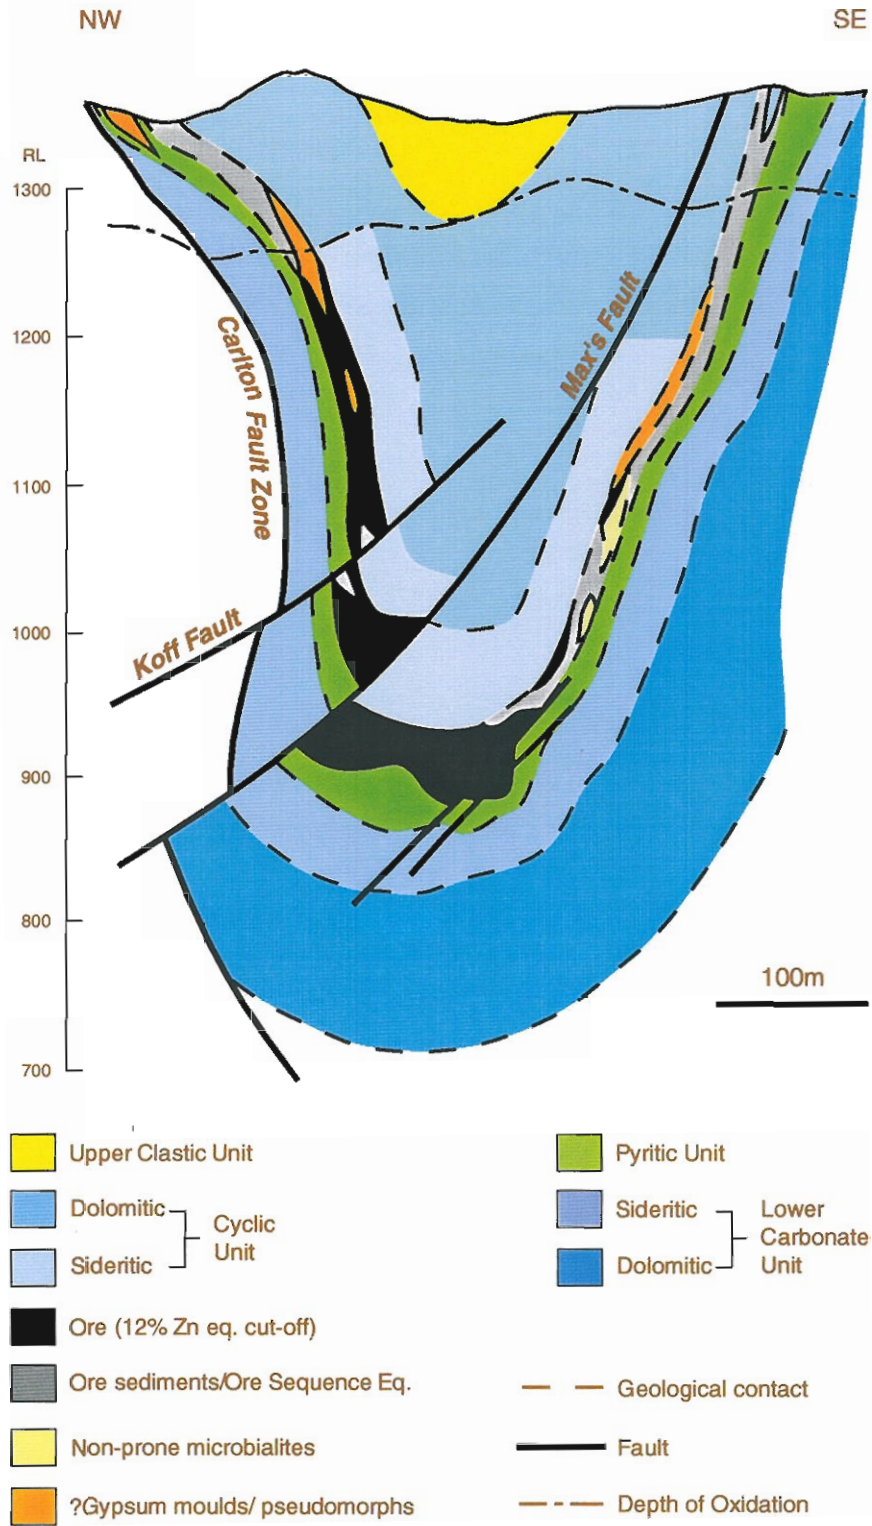 NW
SE
RL
1300
1200
1100
1000
900
800
700
Carlton Fault Zone
Max's Fault
Koff Fault
100m
Upper Clastic Unit
Dolomitic
Sideritic
Cyclic
Unit
Ore (12% Zn eq. cut-off)
Ore sediments/Ore Sequence Eq.
Non-prone microbialites
?Gypsum moulds/ pseudomorphs
Pyritic Unit
Sideritic
Dolomitic
Lower
Carbonate
Unit
Geological contact
Fault
Depth of Oxidation